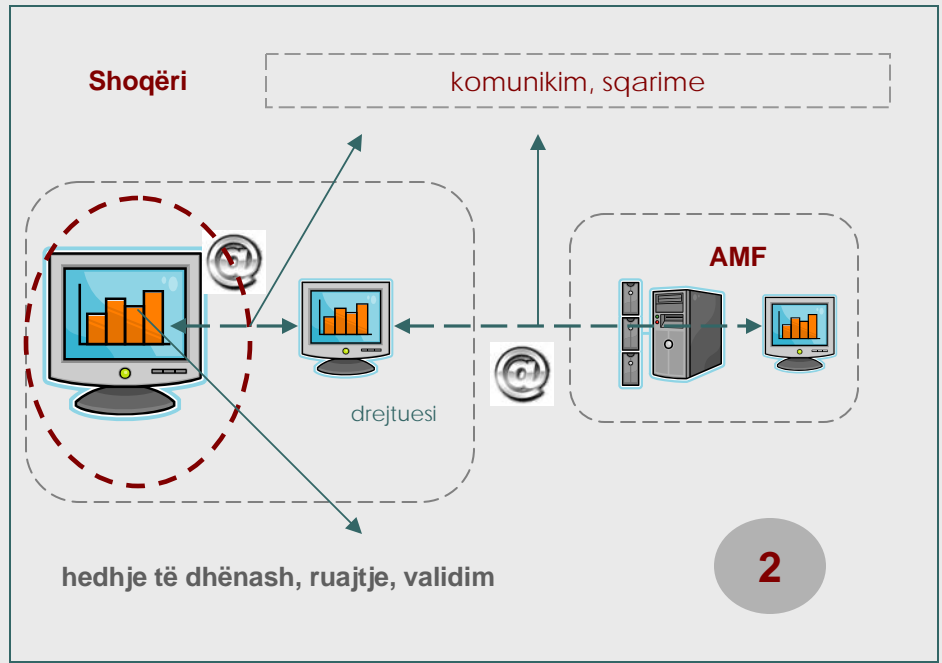 Shoqëri
komunikim, sqarime
@
AMF
@
drejtuesi
hedhje të dhënash, ruajtje, validim
2